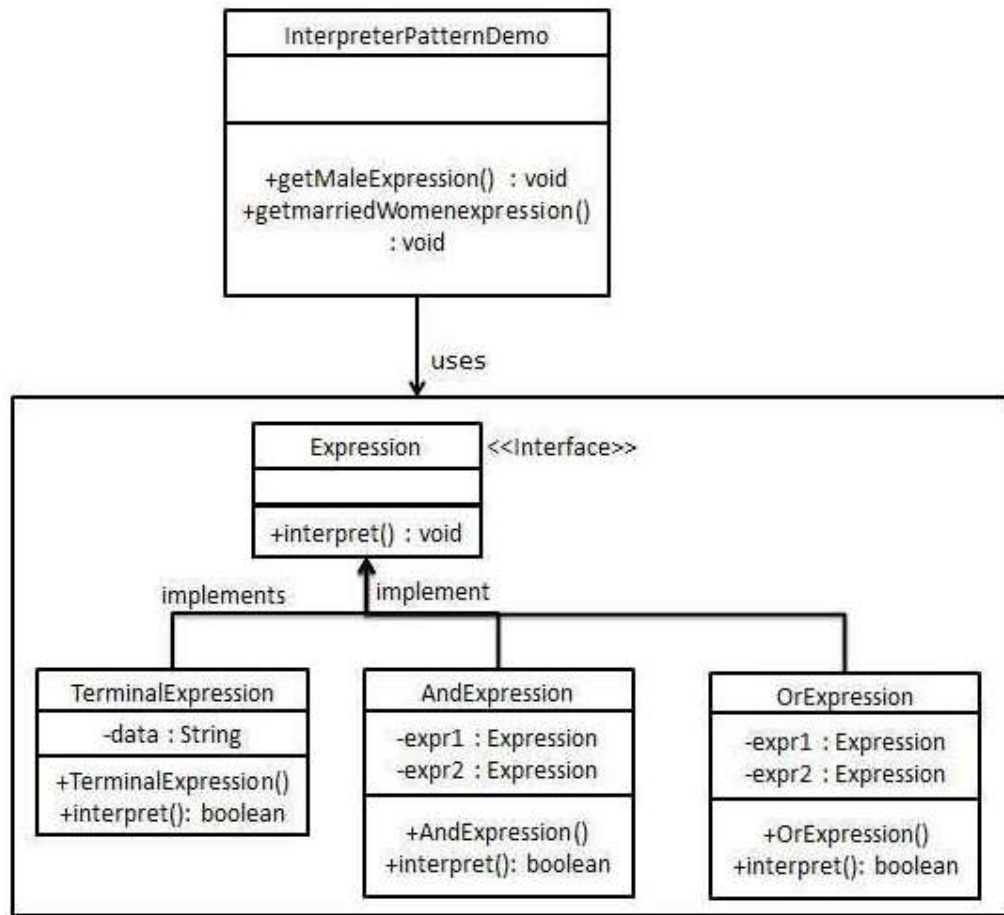 InterpreterPatternDemo
+getMaleExpression() : void
+getmarriedWomenexpression()
: void
uses
Expression
<<Interface>>
+interpret() : void
implements
implement
TerminalExpression
-data : String
+TerminalExpression()
+interpret(): boolean
AndExpression
-expr1 : Expression
-expr2 : Expression
+AndExpression()
+interpret(): boolean
OrExpression
-expr1 : Expression
-expr2 : Expression
+OrExpression()
+interpret(): boolean